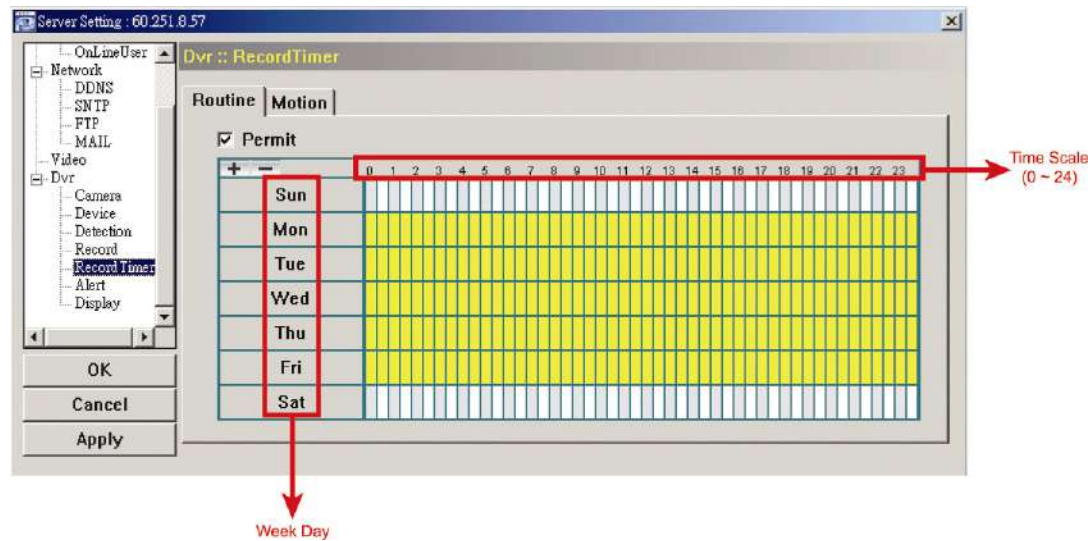 Server Setting : 60.251.8.57
OnLineUser
Network
DDNS
SNTP
FTP
MAIL
Video
Dvr
Camera
Device
Detection
Record
Record Timer
Alert
Display
OK
Cancel
Apply
Dvr :: RecordTimer
Routine Motion
Permit
+ - 0 1 2 3 4 5 6 7 8 9 10 11 12 13 14 15 16 17 18 19 20 21 22 23
Sun
Mon
Tue
Wed
Thu
Fri
Sat
Time Scale
(0 ~ 24)
Week Day